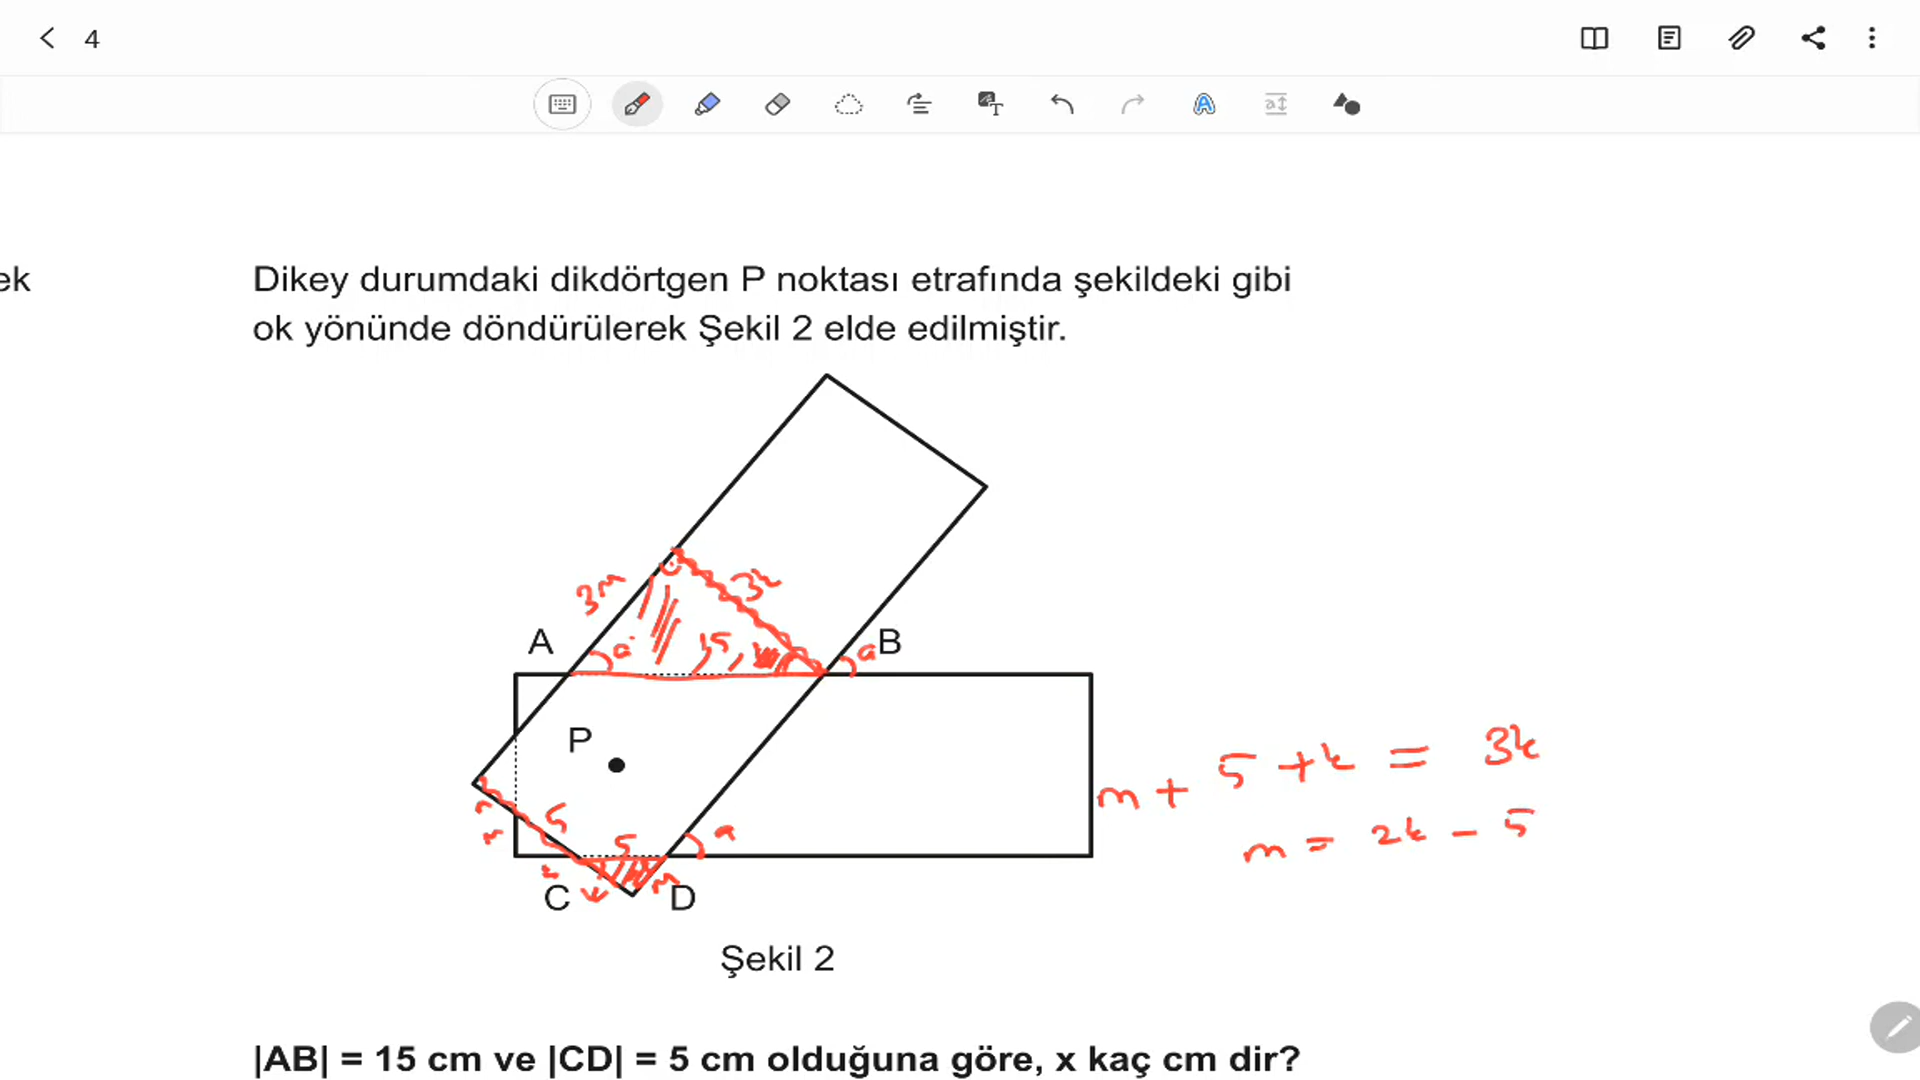 4
ek
Dikey durumdaki dikdörtgen P noktası etrafında şekildeki gibi
ok yönünde döndürülerek Şekil 2 elde edilmiştir.
3m
3k
A
a
15
a
B
P
m + 5 + k = 3k
m = 2k - 5
m
5
5
a
k
C
m
D
Şekil 2
|AB| = 15 cm ve |CD| = 5 cm olduğuna göre, x kaç cm dir?